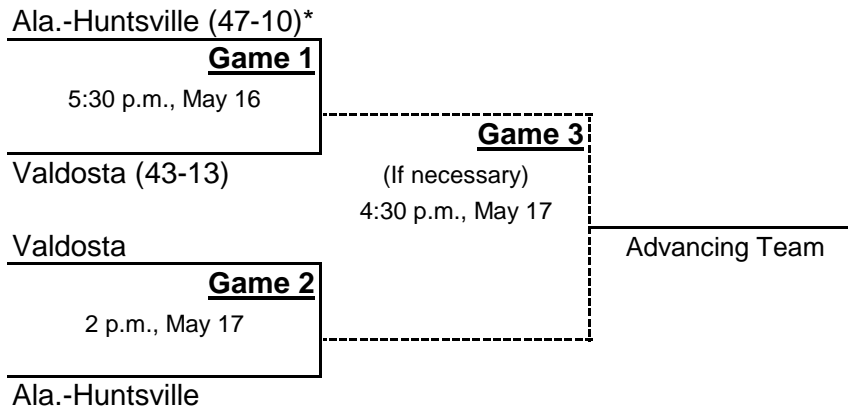 Ala.-Huntsville (47-10)*
Game 1
5:30 p.m., May 16
Valdosta (43-13)
Game 3
(If necessary)
4:30 p.m., May 17
Advancing Team
Valdosta
Game 2
2 p.m., May 17
Ala.-Huntsville